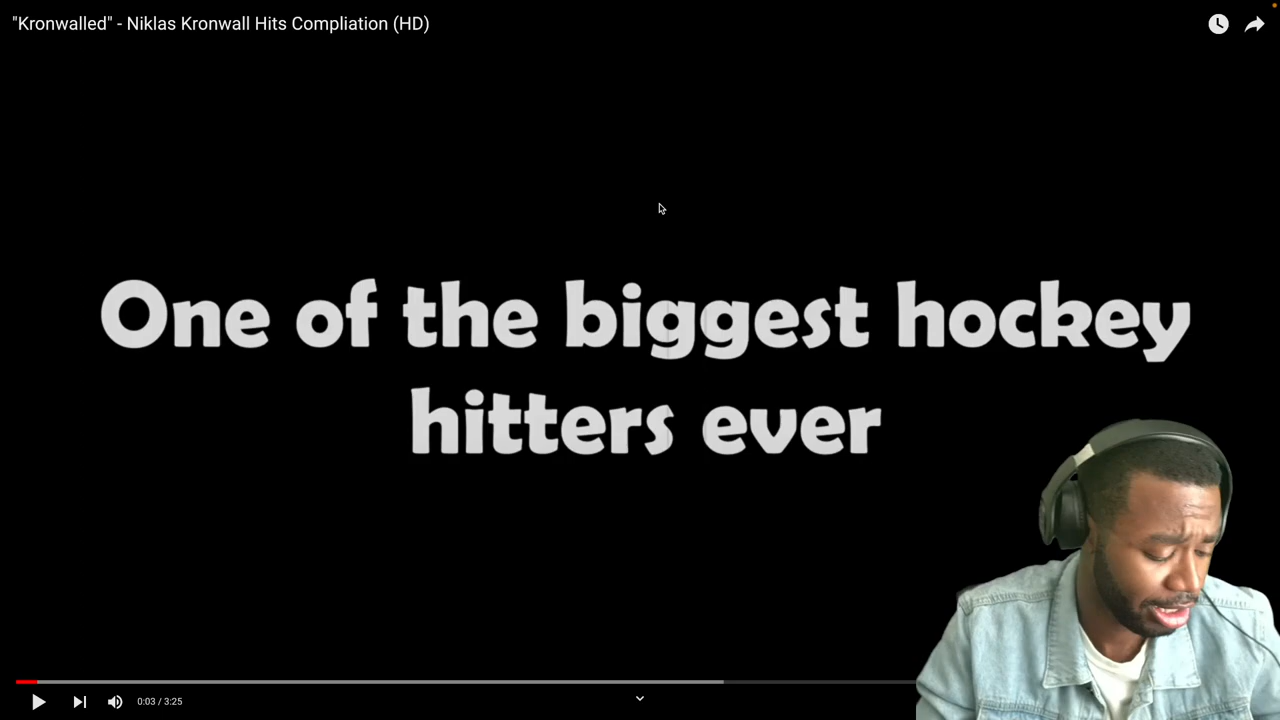 "Kronwalled" - Niklas Kronwall Hits Compliation (HD)
One of the biggest hockey
hitters ever
0:03 / 3:25